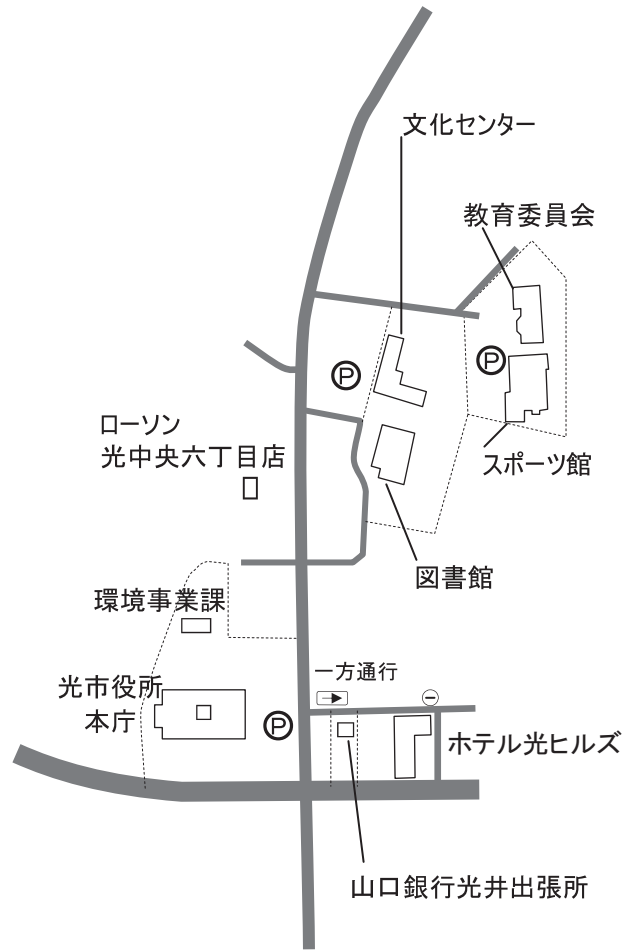 文化センター
教育委員会
P
P
ローソン
光中央六丁目店
スポーツ館
図書館
環境事業課
一方通行
光市役所
本庁
P
ホテル光ヒルズ
山口銀行光井出張所